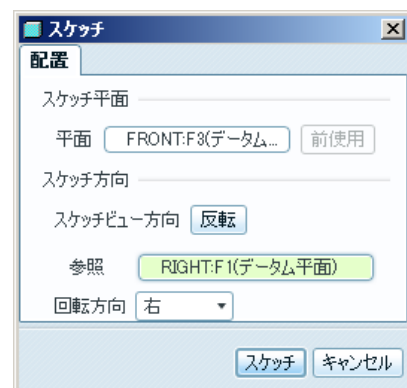 スケッチ
配置
スケッチ平面
平面 FRONT:F3(データム... 前使用
スケッチ方向
スケッチビュー方向 反転
参照 RIGHT:F1(データム平面)
回転方向 右
スケッチ キャンセル